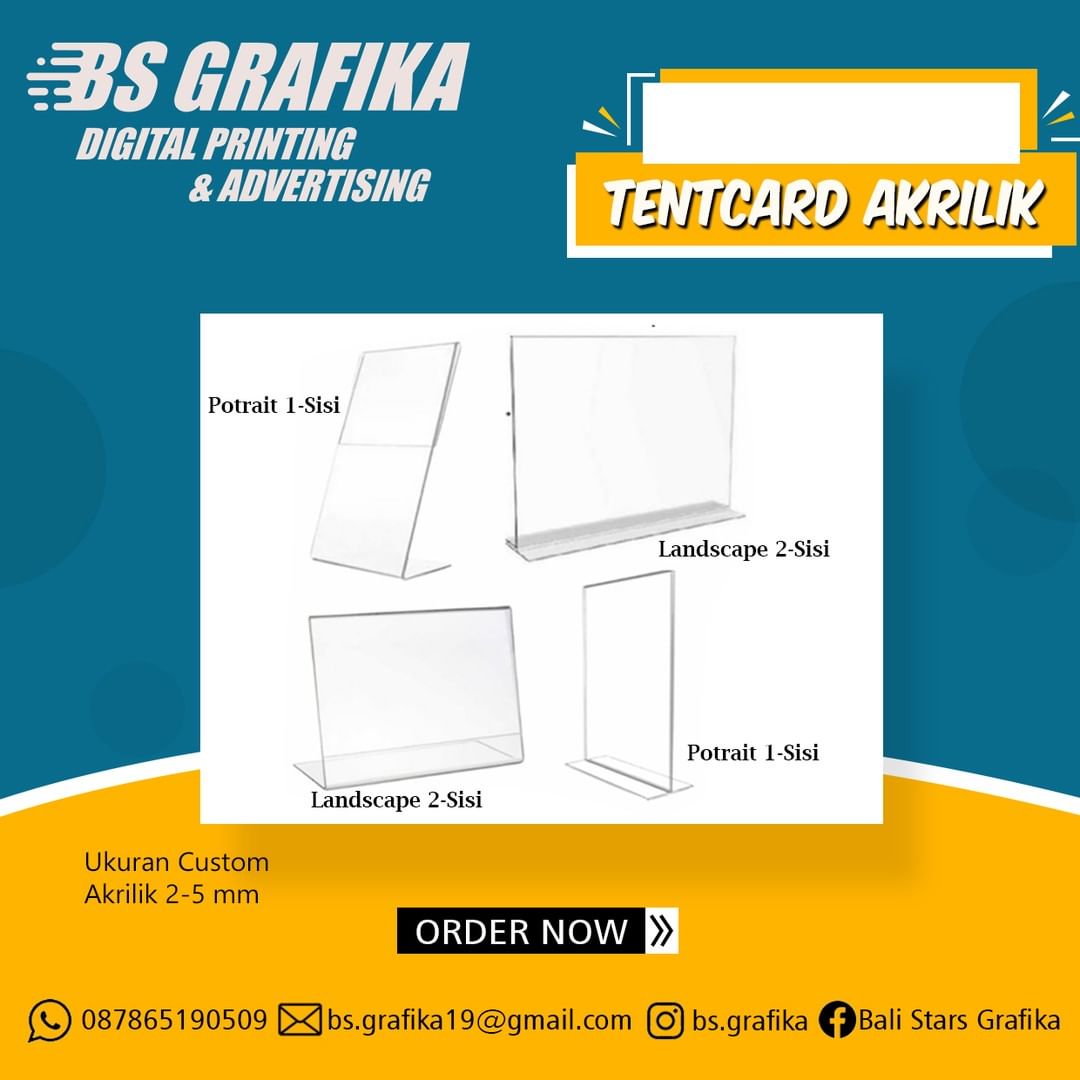 BS GRAFIKA
DIGITAL PRINTING
& ADVERTISING
TENTCARD AKRILIK
Potrait 1-Sisi
Landscape 2-Sisi
Potrait 1-Sisi
Landscape 2-Sisi
Ukuran Custom
Akrilik 2-5 mm
ORDER NOW
087865190509 bs.grafika19@gmail.com bs.grafika Bali Stars Grafika